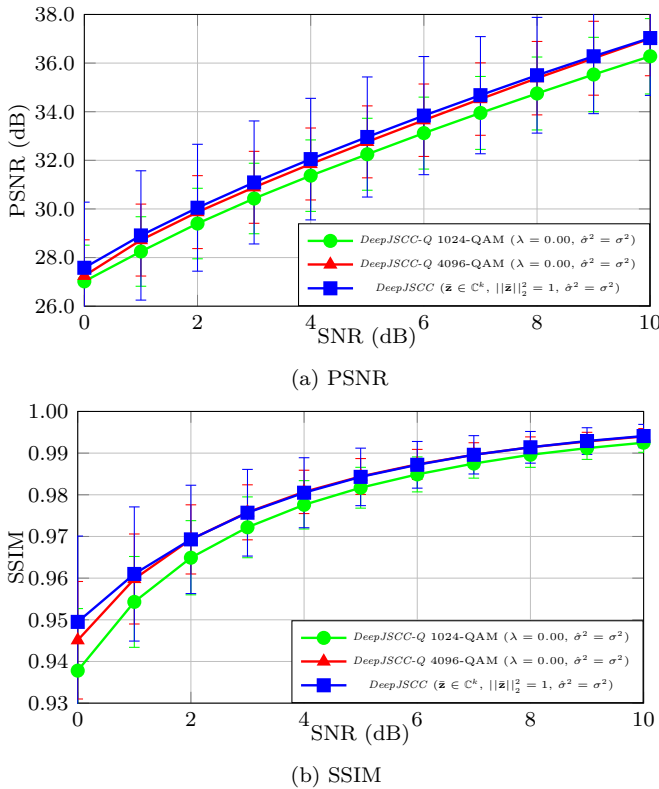 38.0
36.0
34.0
32.0
30.0
28.0
26.0
PSNR (dB)
DeepJSCC-Q 1024-QAM (λ = 0.00, σ̂² = σ²)
DeepJSCC-Q 4096-QAM (λ = 0.00, σ̂² = σ²)
DeepJSCC (z̄ ∈ ℂᵏ, ||z̄||₂² = 1, σ̂² = σ²)
0 2 4 6 8 10
SNR (dB)
(a) PSNR
1.00
0.99
0.98
0.97
0.96
0.95
0.94
0.93
SSIM
DeepJSCC-Q 1024-QAM (λ = 0.00, σ̂² = σ²)
DeepJSCC-Q 4096-QAM (λ = 0.00, σ̂² = σ²)
DeepJSCC (z̄ ∈ ℂᵏ, ||z̄||₂² = 1, σ̂² = σ²)
0 2 4 6 8 10
SNR (dB)
(b) SSIM